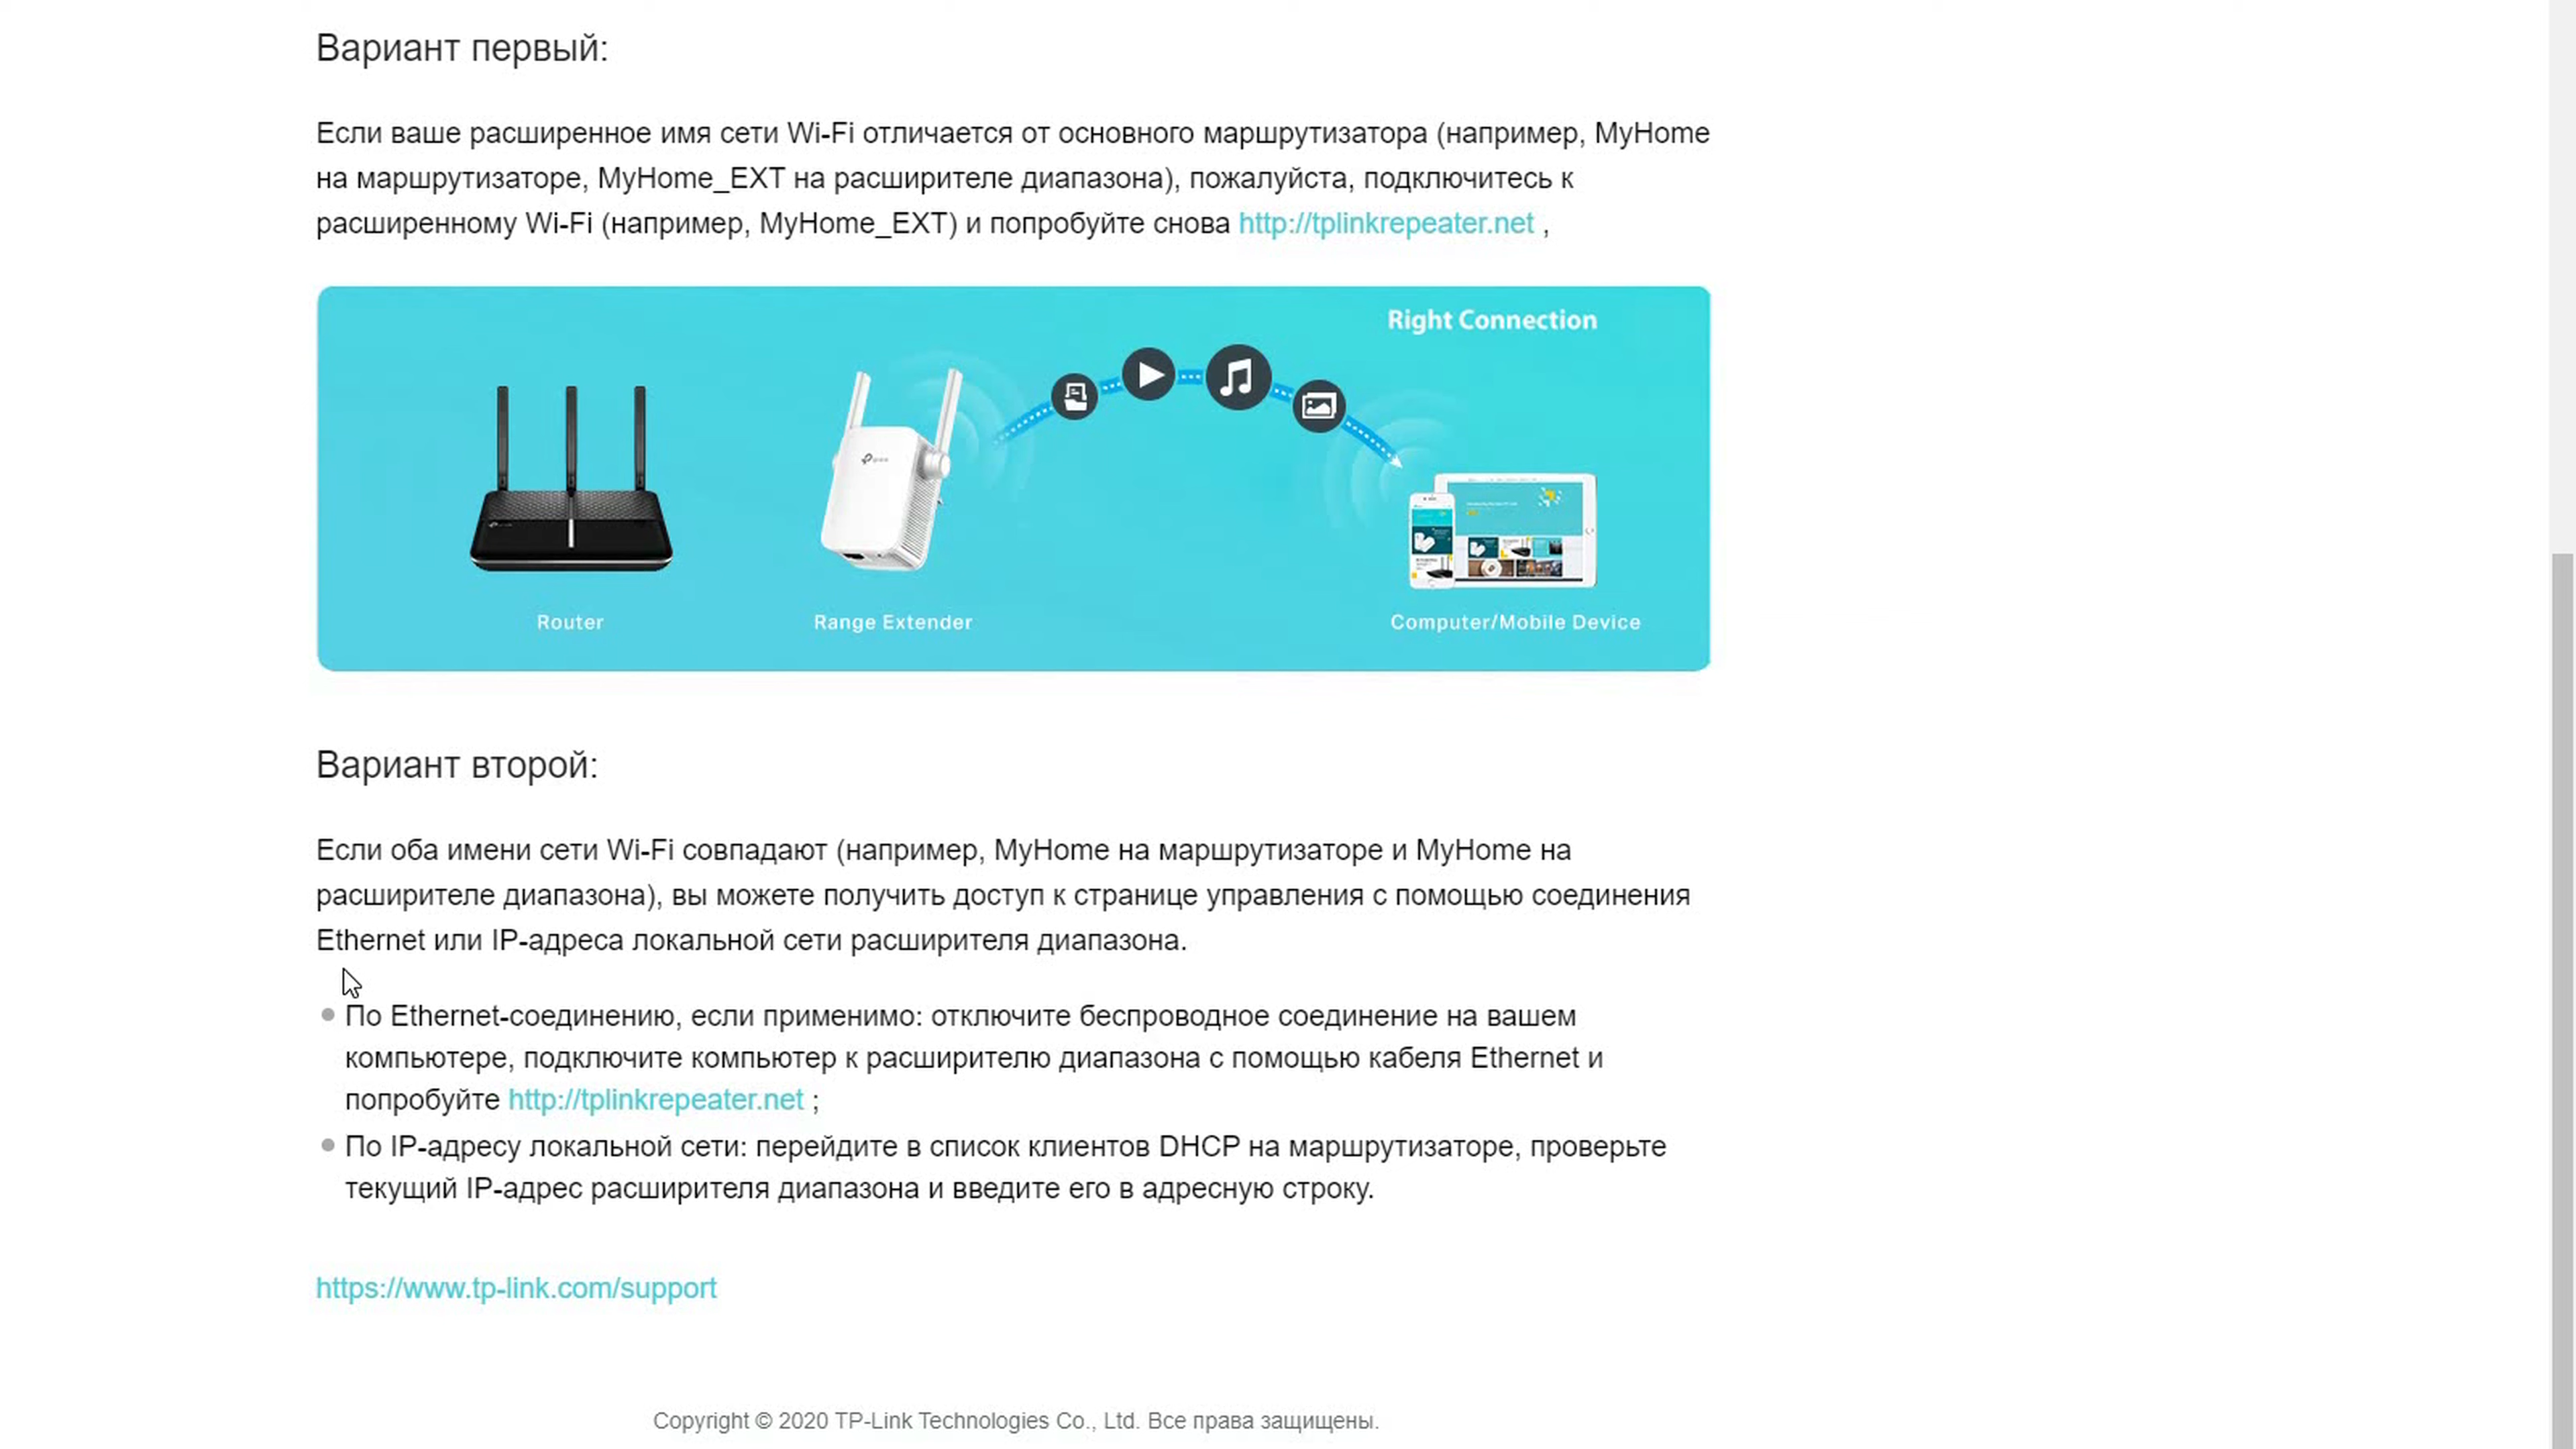 Вариант первый:
Если ваше расширенное имя сети Wi-Fi отличается от основного маршрутизатора (например, MyHome
на маршрутизаторе, MyHome_EXT на расширителе диапазона), пожалуйста, подключитесь к
расширенному Wi-Fi (например, MyHome_EXT) и попробуйте снова http://tplinkrepeater.net ,
Right Connection
Router
Range Extender
Computer/Mobile Device
Вариант второй:
Если оба имени сети Wi-Fi совпадают (например, MyHome на маршрутизаторе и MyHome на
расширителе диапазона), вы можете получить доступ к странице управления с помощью соединения
Ethernet или IP-адреса локальной сети расширителя диапазона.
По Ethernet-соединению, если применимо: отключите беспроводное соединение на вашем
компьютере, подключите компьютер к расширителю диапазона с помощью кабеля Ethernet и
попробуйте http://tplinkrepeater.net ;
По IP-адресу локальной сети: перейдите в список клиентов DHCP на маршрутизаторе, проверьте
текущий IP-адрес расширителя диапазона и введите его в адресную строку.
https://www.tp-link.com/support
Copyright © 2020 TP-Link Technologies Co., Ltd. Все права защищены.